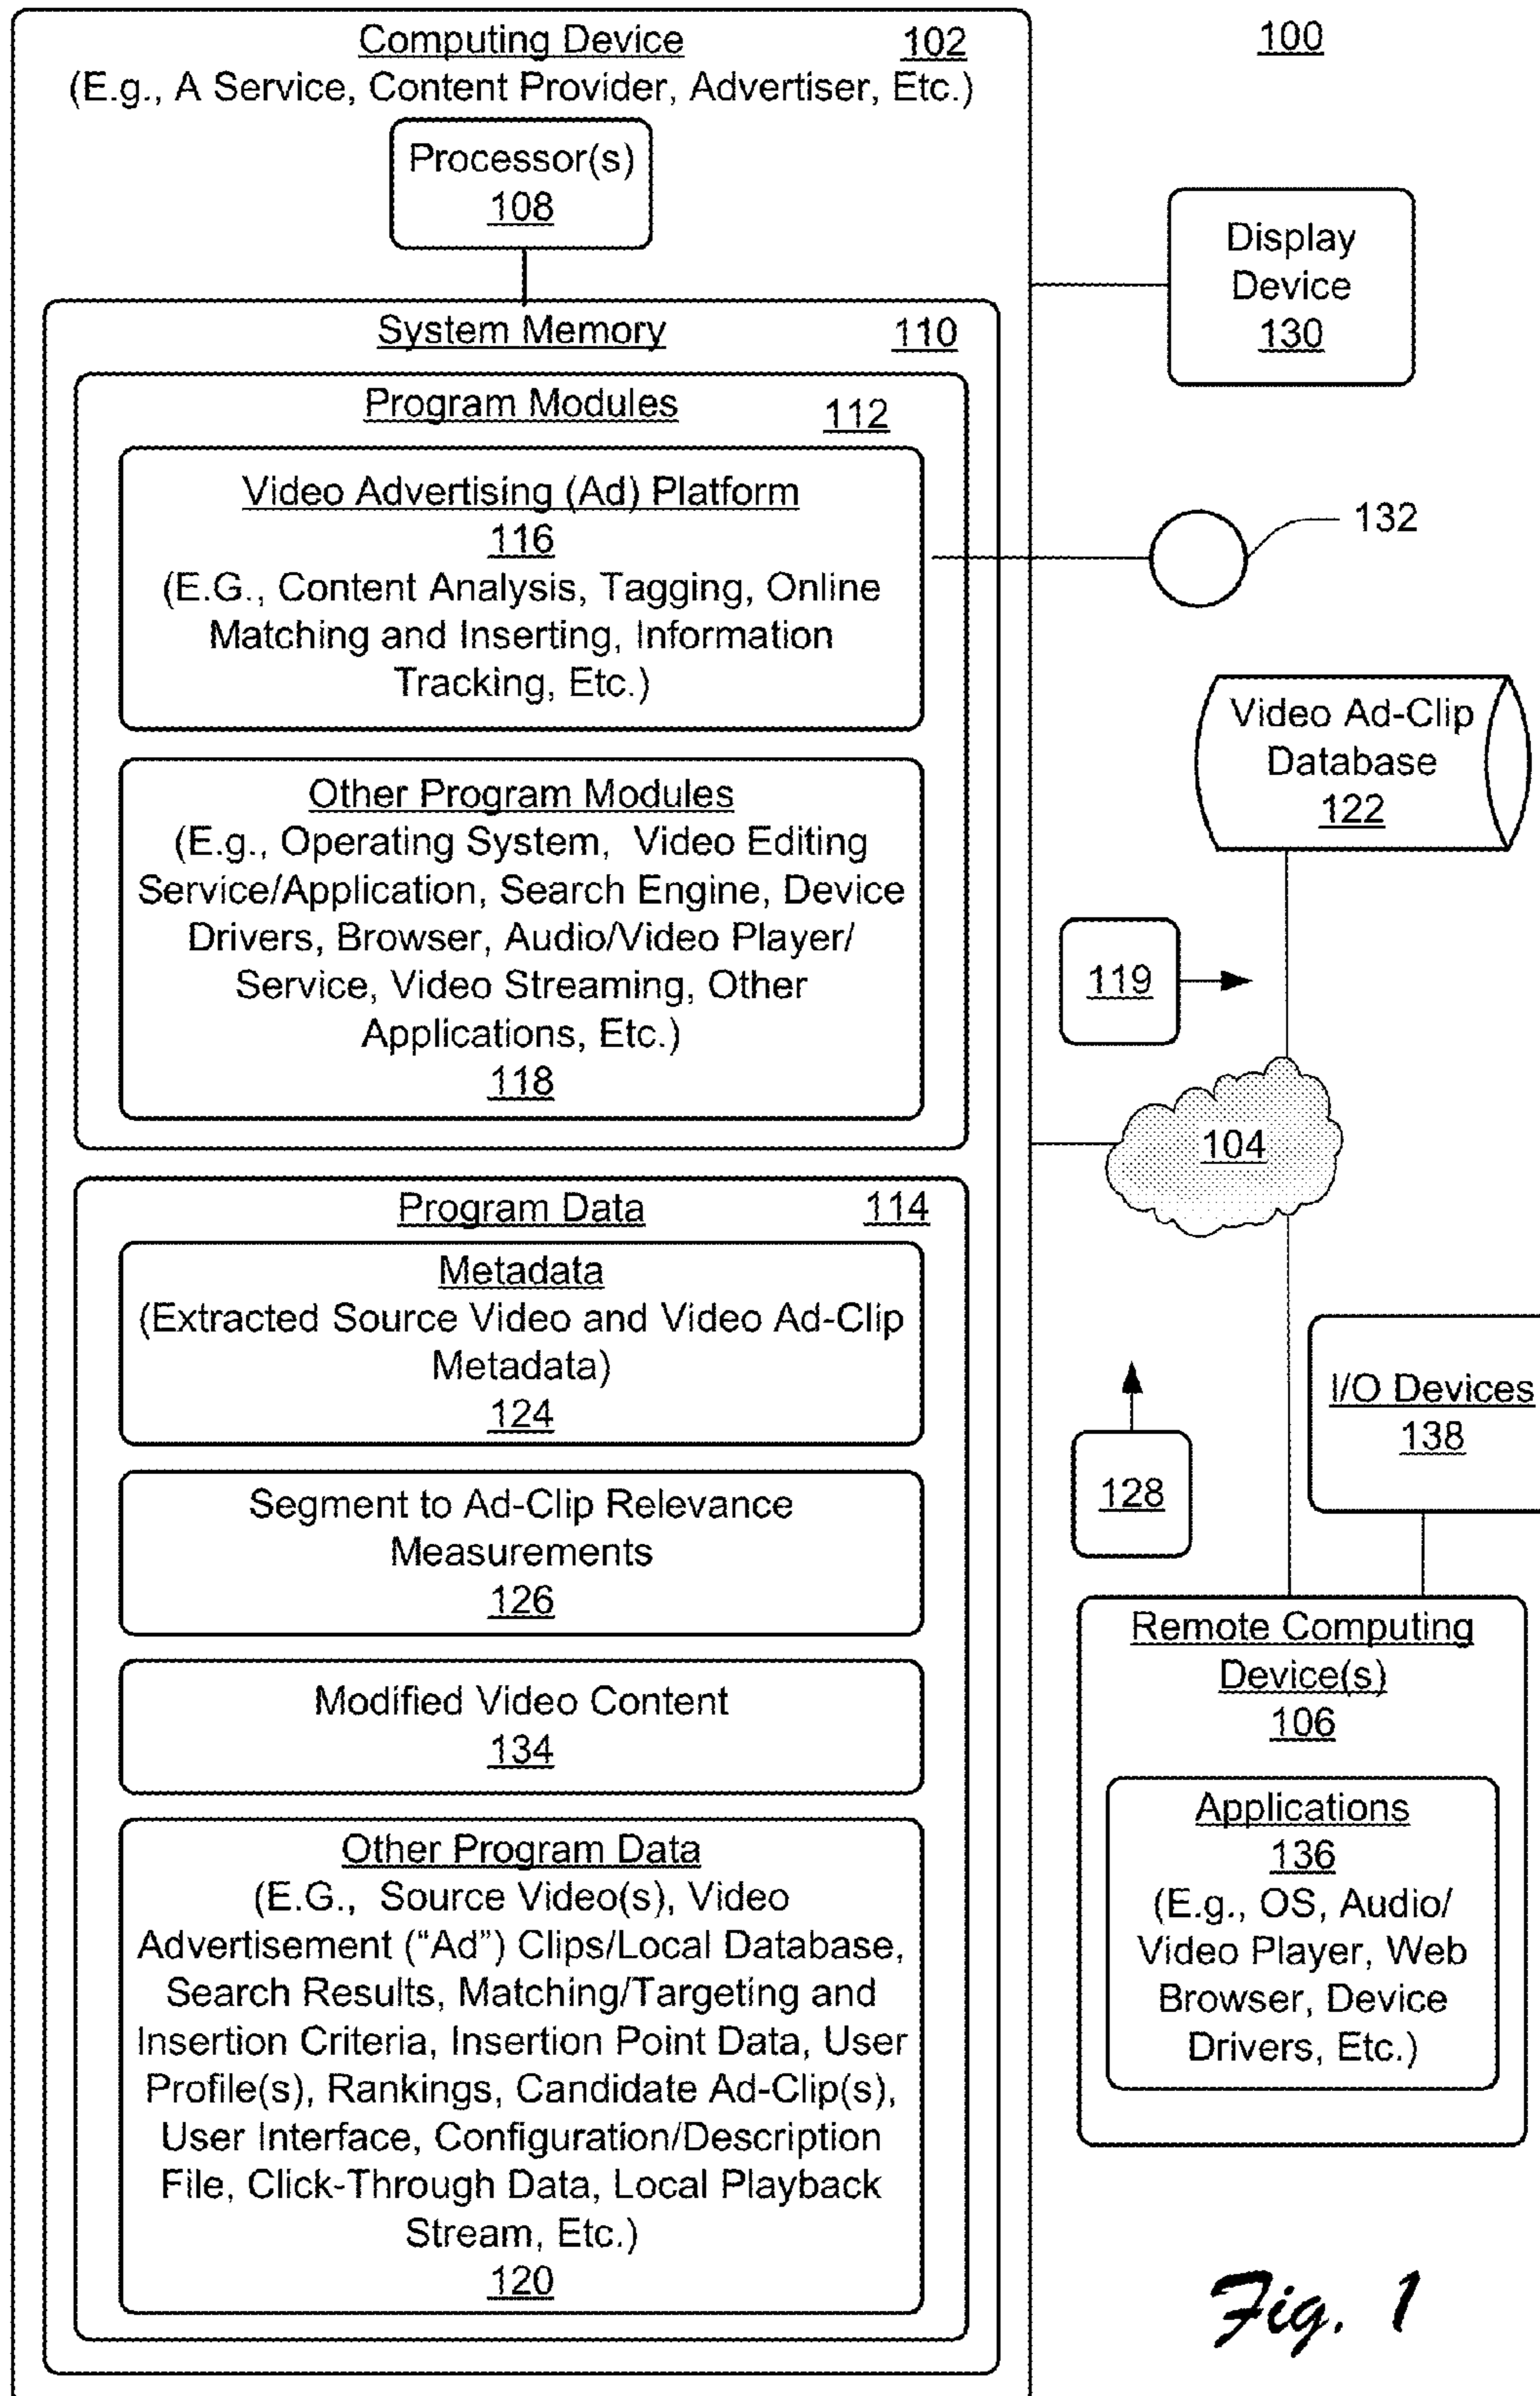 Computing Device 102
(E.g., A Service, Content Provider, Advertiser, Etc.)
Processor(s)
108
System Memory 110
Program Modules 112
Video Advertising (Ad) Platform
116
(E.G., Content Analysis, Tagging, Online
Matching and Inserting, Information
Tracking, Etc.)
Other Program Modules
(E.g., Operating System, Video Editing
Service/Application, Search Engine, Device
Drivers, Browser, Audio/Video Player/
Service, Video Streaming, Other
Applications, Etc.)
118
Program Data 114
Metadata
(Extracted Source Video and Video Ad-Clip
Metadata)
124
Segment to Ad-Clip Relevance
Measurements
126
Modified Video Content
134
Other Program Data
(E.G., Source Video(s), Video
Advertisement (“Ad”) Clips/Local Database,
Search Results, Matching/Targeting and
Insertion Criteria, Insertion Point Data, User
Profile(s), Rankings, Candidate Ad-Clip(s),
User Interface, Configuration/Description
File, Click-Through Data, Local Playback
Stream, Etc.)
120
100
Display
Device
130
132
Video Ad-Clip
Database
122
119
104
128
I/O Devices
138
Remote Computing
Device(s)
106
Applications
136
(E.g., OS, Audio/
Video Player, Web
Browser, Device
Drivers, Etc.)
Fig. 1